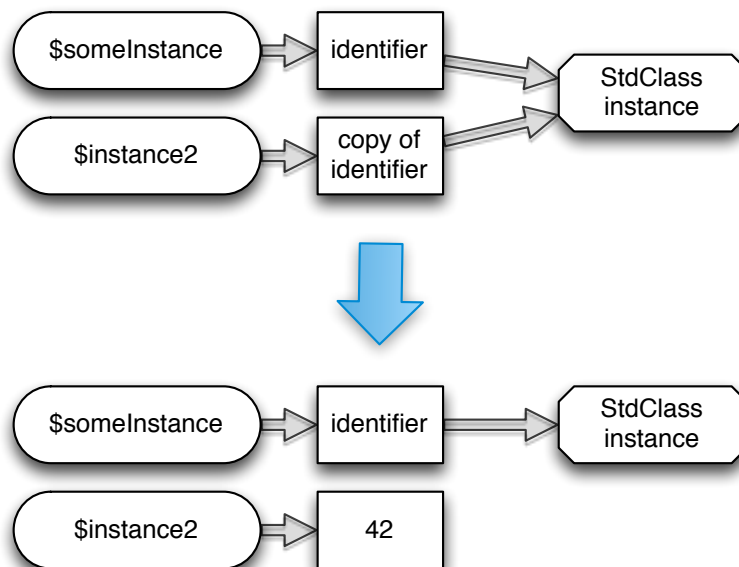 $someInstance
identifier
StdClass
instance
$instance2
copy of
identifier
$someInstance
identifier
StdClass
instance
$instance2
42